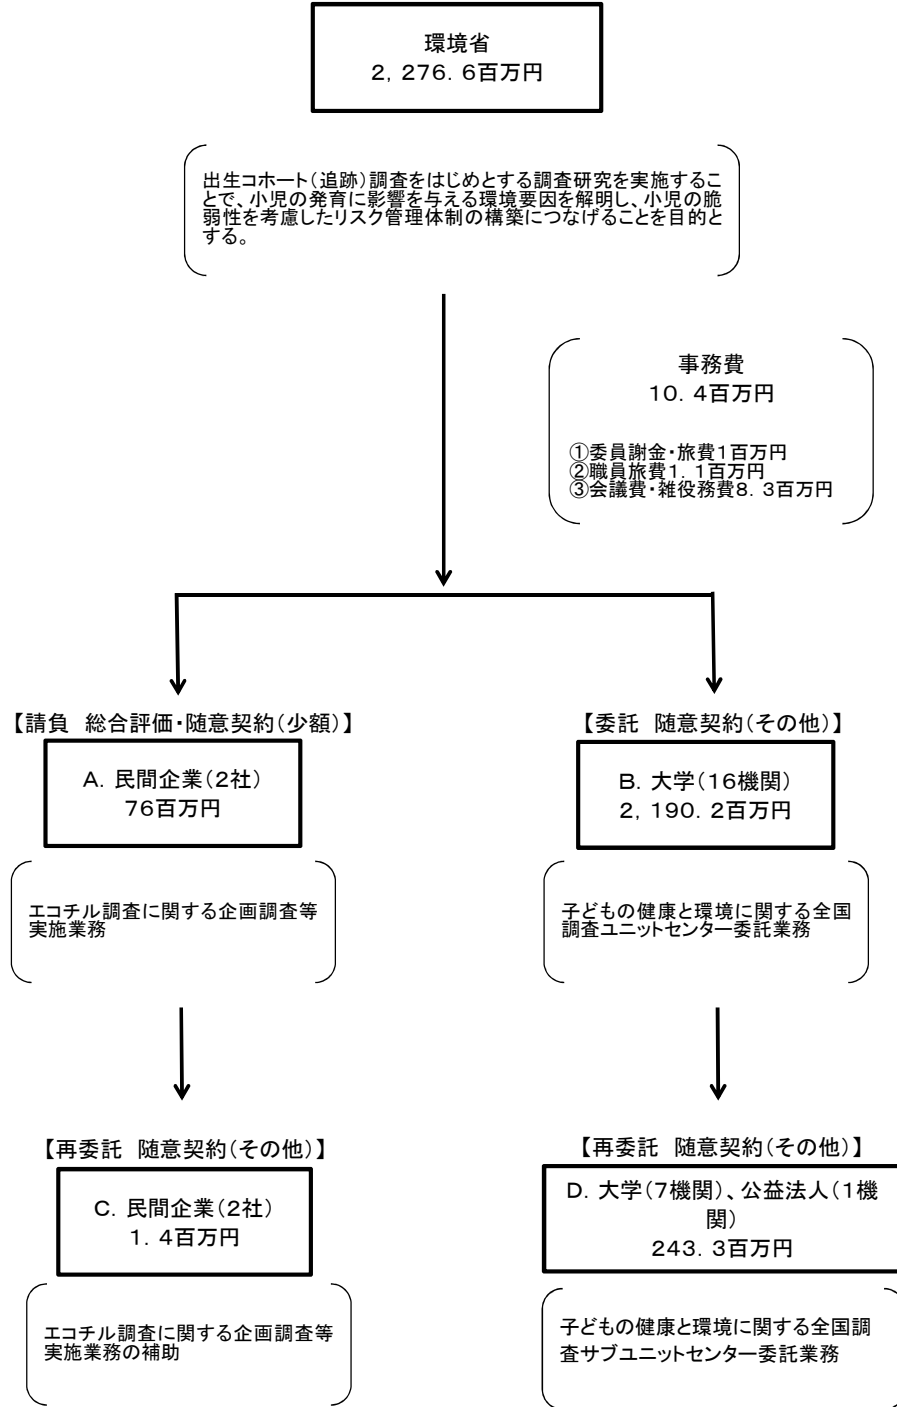 環境省
2,276.6百万円
出生コホート(追跡)調査をはじめとする調査研究を実施するこ
とで、小児の発育に影響を与える環境要因を解明し、小児の脆
弱性を考慮したリスク管理体制の構築につなげることを目的と
する。
事務費
10.4百万円
①委員謝金・旅費1百万円
②職員旅費1.1百万円
③会議費・雑役務費8.3百万円
【請負 総合評価・随意契約(少額)】
A. 民間企業(2社)
76百万円
エコチル調査に関する企画調査等
実施業務
【委託 随意契約(その他)】
B. 大学(16機関)
2,190.2百万円
子どもの健康と環境に関する全国
調査ユニットセンター委託業務
【再委託 随意契約(その他)】
C. 民間企業(2社)
1.4百万円
エコチル調査に関する企画調査等
実施業務の補助
【再委託 随意契約(その他)】
D. 大学(7機関)、公益法人(1機
関)
243.3百万円
子どもの健康と環境に関する全国調
査サブユニットセンター委託業務